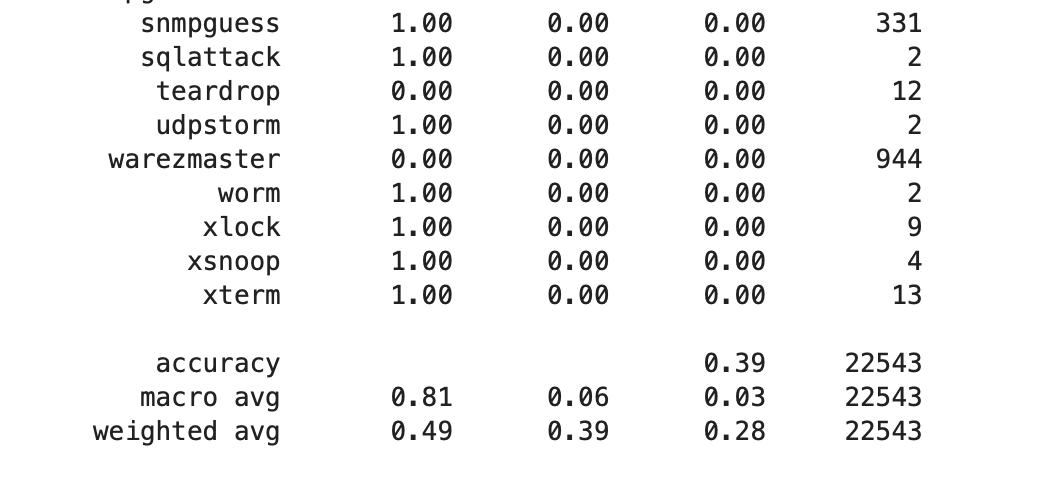 snmpguess 1.00 0.00 0.00 331
sqlattack 1.00 0.00 0.00 2
teardrop 0.00 0.00 0.00 12
udpstorm 1.00 0.00 0.00 2
warezmaster 0.00 0.00 0.00 944
worm 1.00 0.00 0.00 2
xlock 1.00 0.00 0.00 9
xsnoop 1.00 0.00 0.00 4
xterm 1.00 0.00 0.00 13
accuracy 0.39 22543
macro avg 0.81 0.06 0.03 22543
weighted avg 0.49 0.39 0.28 22543